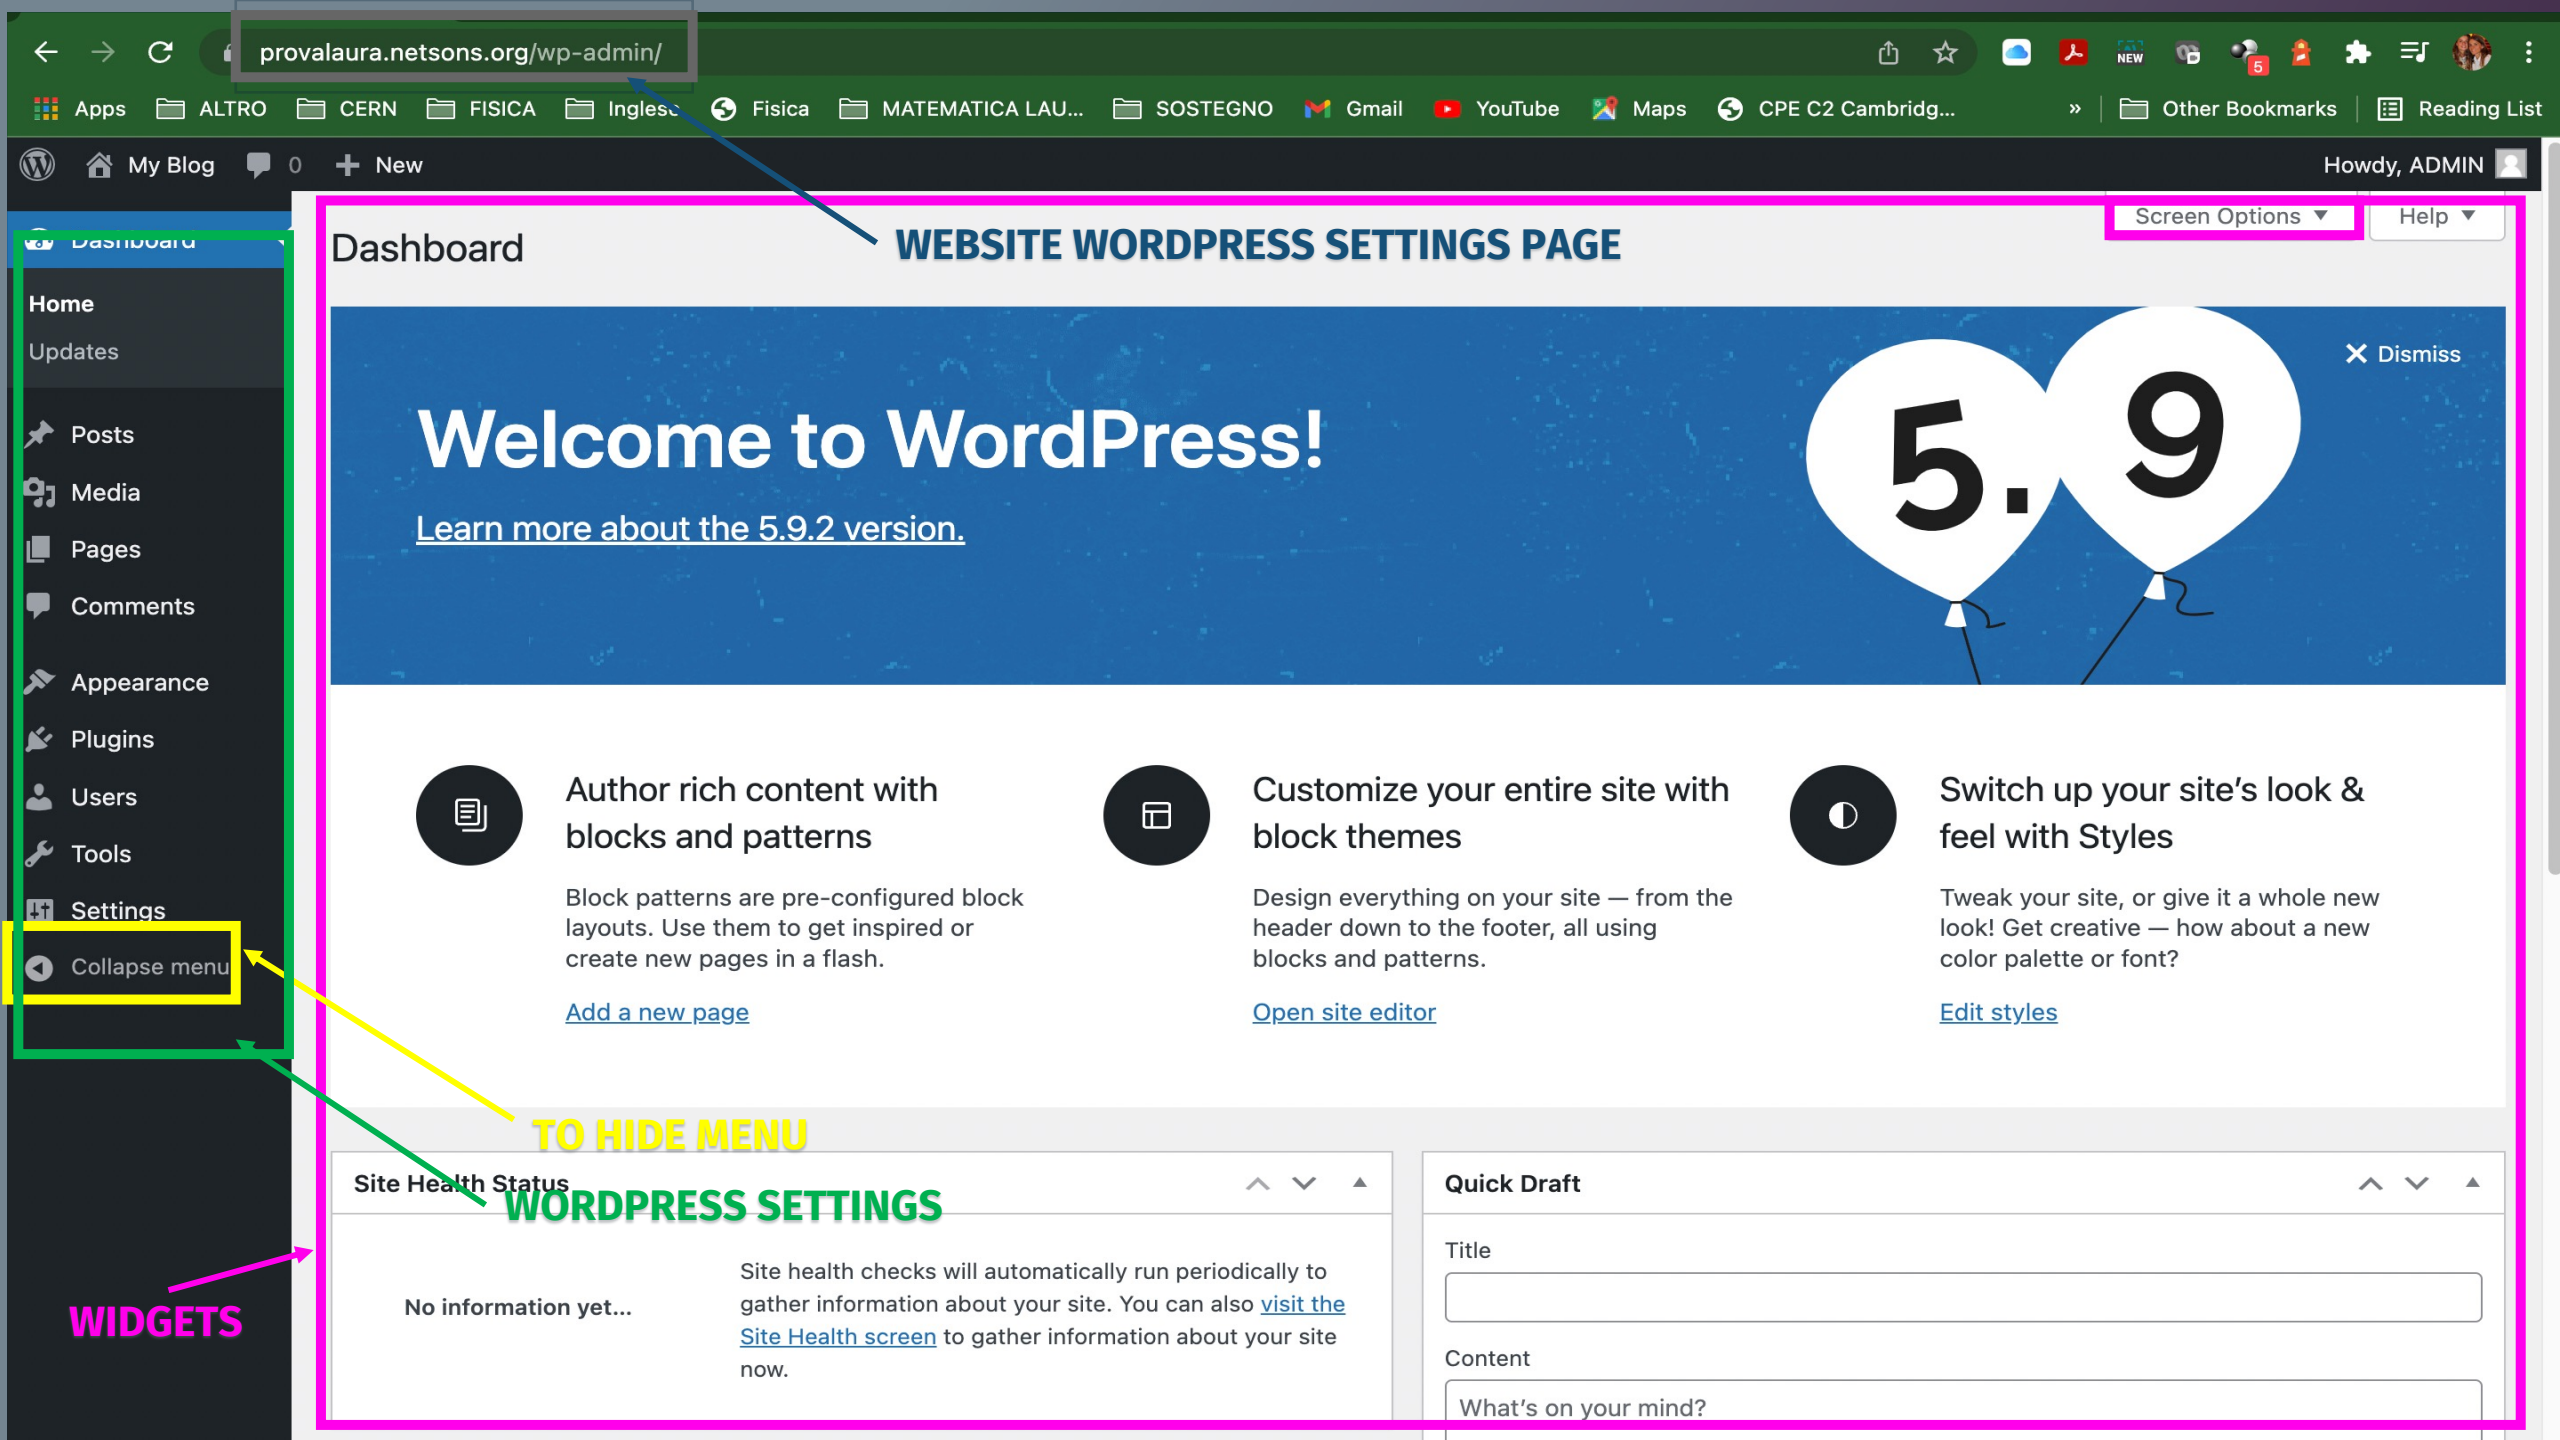 provalaura.netsons.org/wp-admin/
NEW
5
Apps ALTRO CERN FISICA Inglese Fisica MATEMATICA LAU... SOSTEGNO Gmail YouTube Maps CPE C2 Cambridg... » Other Bookmarks Reading List
My Blog 0 New Howdy, ADMIN
Screen Options Help
Dashboard
Home
Updates
Posts
Media
Pages
Comments
Appearance
Plugins
Users
Tools
Settings
Collapse menu
Dashboard
WEBSITE WORDPRESS SETTINGS PAGE
Dismiss
Welcome to WordPress!
Learn more about the 5.9.2 version.
5.9
Author rich content with
blocks and patterns
Block patterns are pre-configured block
layouts. Use them to get inspired or
create new pages in a flash.
Add a new page
Customize your entire site with
block themes
Design everything on your site — from the
header down to the footer, all using
blocks and patterns.
Open site editor
Switch up your site's look &
feel with Styles
Tweak your site, or give it a whole new
look! Get creative — how about a new
color palette or font?
Edit styles
TO HIDE MENU
WORDPRESS SETTINGS
WIDGETS
Site Health Status
No information yet...
Site health checks will automatically run periodically to
gather information about your site. You can also visit the
Site Health screen to gather information about your site
now.
Quick Draft
Title
Content
What's on your mind?